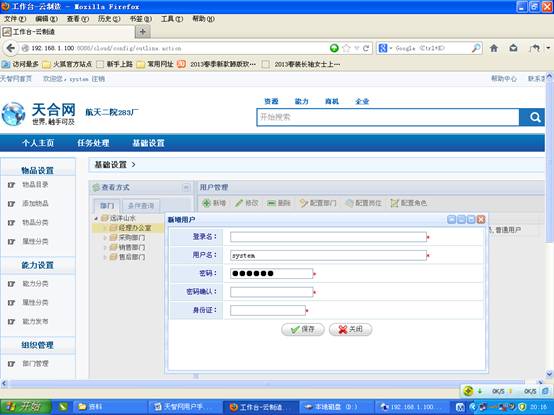 工作台-云制造 - Mozilla Firefox
文件(F) 编辑(E) 查看(V) 历史(S) 书签(B) 工具(T) 帮助(H)
工作台-云制造
192.168.1.100:8088/cloud/config/outline.action
Google <Ctrl+K>
访问最多 火狐官方站点 新手上路 常用网址 2013春季新款韩版欢... 2013春装长袖女士上...
天智网首页 欢迎您，system 注销 帮助中心
天合网
世界，触手可及
航天二院283厂
资源 能力 商机 企业
开始搜索
搜索
个人主页 任务处理 基础设置
物品设置
物品目录
添加物品
物品分类
属性分类
能力设置
能力分类
属性分类
能力发布
组织管理
部门管理
基础设置 >
查看方式
部门 条件查询
远洋山水
经理办公室
采购部门
销售部门
售后部门
用户管理
新增 修改 删除 配置部门 配置岗位 配置角色
普通用户
新增用户
登录名： *
用户名： system *
密码： ●●●●●● *
密码确认： *
身份证： *
保存 关闭
0K/S 0K/S
开始 资料 天智网用户手... 工作台-云制造... 本地磁盘 (D:) 192.168.1.100... 20:16